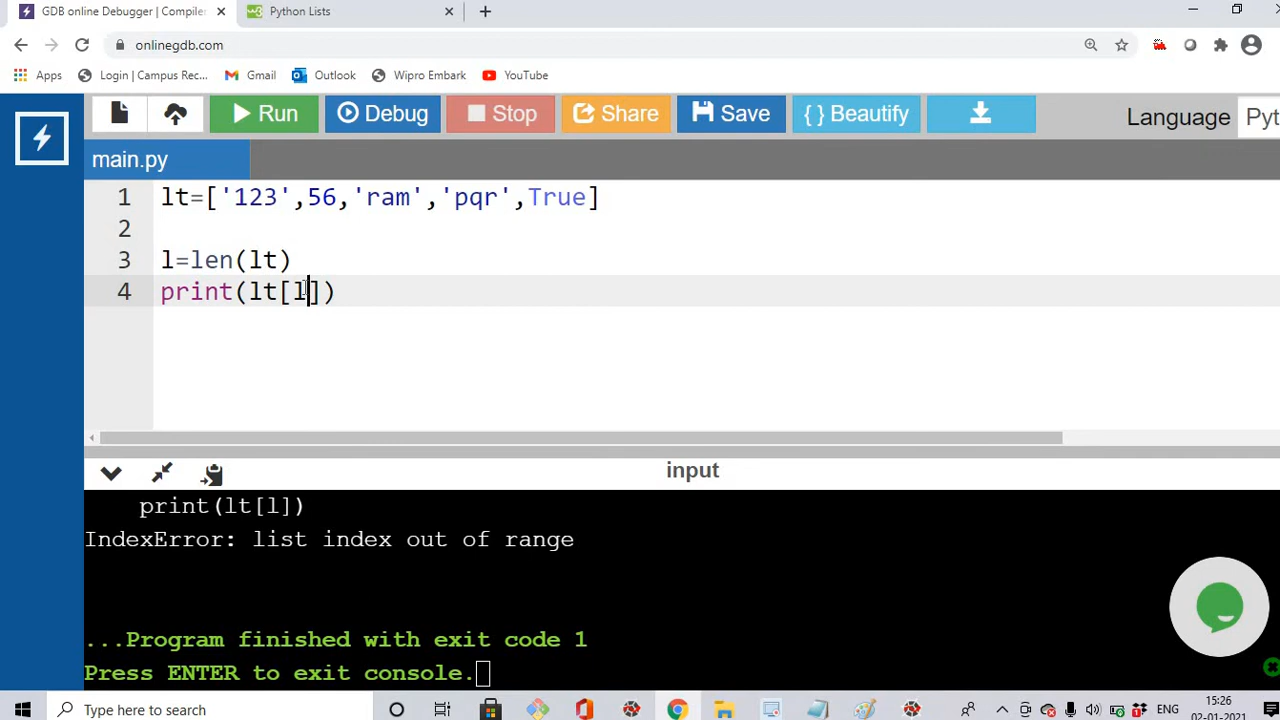 GDB online Debugger | Compiler
Python Lists
onlinegdb.com
Apps
Login | Campus Rec...
Gmail
Outlook
Wipro Embark
YouTube
Run
Debug
Stop
Share
Save
{ } Beautify
Language
Pyt
main.py
1 lt=['123',56,'ram','pqr',True]
2
3 l=len(lt)
4 print(lt[l])
input
print(lt[l])
IndexError: list index out of range
...Program finished with exit code 1
Press ENTER to exit console.
Type here to search
ENG
15:26
02-01-2021